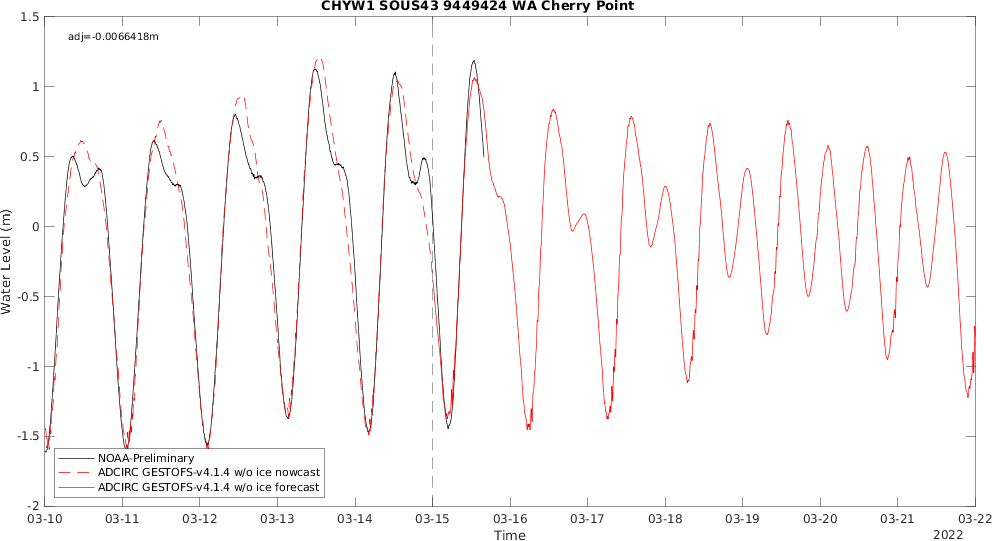 CHYW1 SOUS43 9449424 WA Cherry Point
adj=-0.0066418m
1.5
1
0.5
0
-0.5
-1
-1.5
-2
Water Level (m)
NOAA-Preliminary
ADCIRC GESTOFS-v4.1.4 w/o ice nowcast
ADCIRC GESTOFS-v4.1.4 w/o ice forecast
03-10 03-11 03-12 03-13 03-14 03-15 03-16 03-17 03-18 03-19 03-20 03-21 03-22
Time
2022